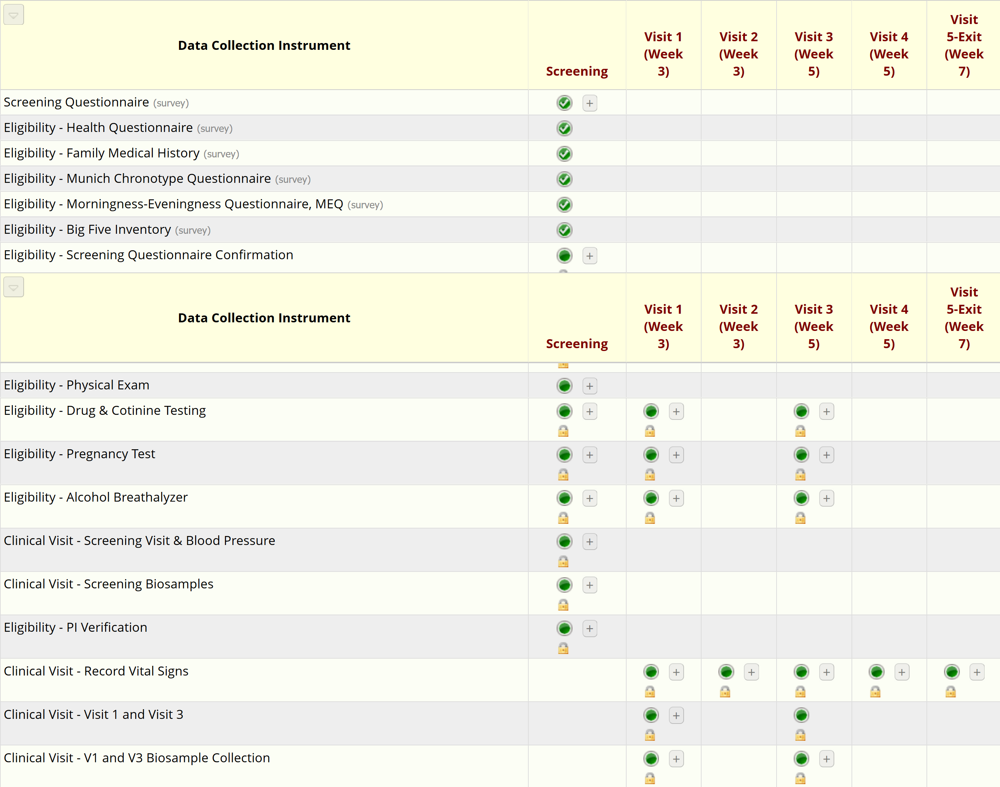 Data Collection Instrument
Screening
Visit 1
(Week
3)
Visit 2
(Week
3)
Visit 3
(Week
5)
Visit 4
(Week
5)
Visit
5-Exit
(Week
7)
Screening Questionnaire (survey)
Eligibility - Health Questionnaire (survey)
Eligibility - Family Medical History (survey)
Eligibility - Munich Chronotype Questionnaire (survey)
Eligibility - Morningness-Eveningness Questionnaire, MEQ (survey)
Eligibility - Big Five Inventory (survey)
Eligibility - Screening Questionnaire Confirmation
Data Collection Instrument
Screening
Visit 1
(Week
3)
Visit 2
(Week
3)
Visit 3
(Week
5)
Visit 4
(Week
5)
Visit
5-Exit
(Week
7)
Eligibility - Physical Exam
Eligibility - Drug & Cotinine Testing
Eligibility - Pregnancy Test
Eligibility - Alcohol Breathalyzer
Clinical Visit - Screening Visit & Blood Pressure
Clinical Visit - Screening Biosamples
Eligibility - PI Verification
Clinical Visit - Record Vital Signs
Clinical Visit - Visit 1 and Visit 3
Clinical Visit - V1 and V3 Biosample Collection